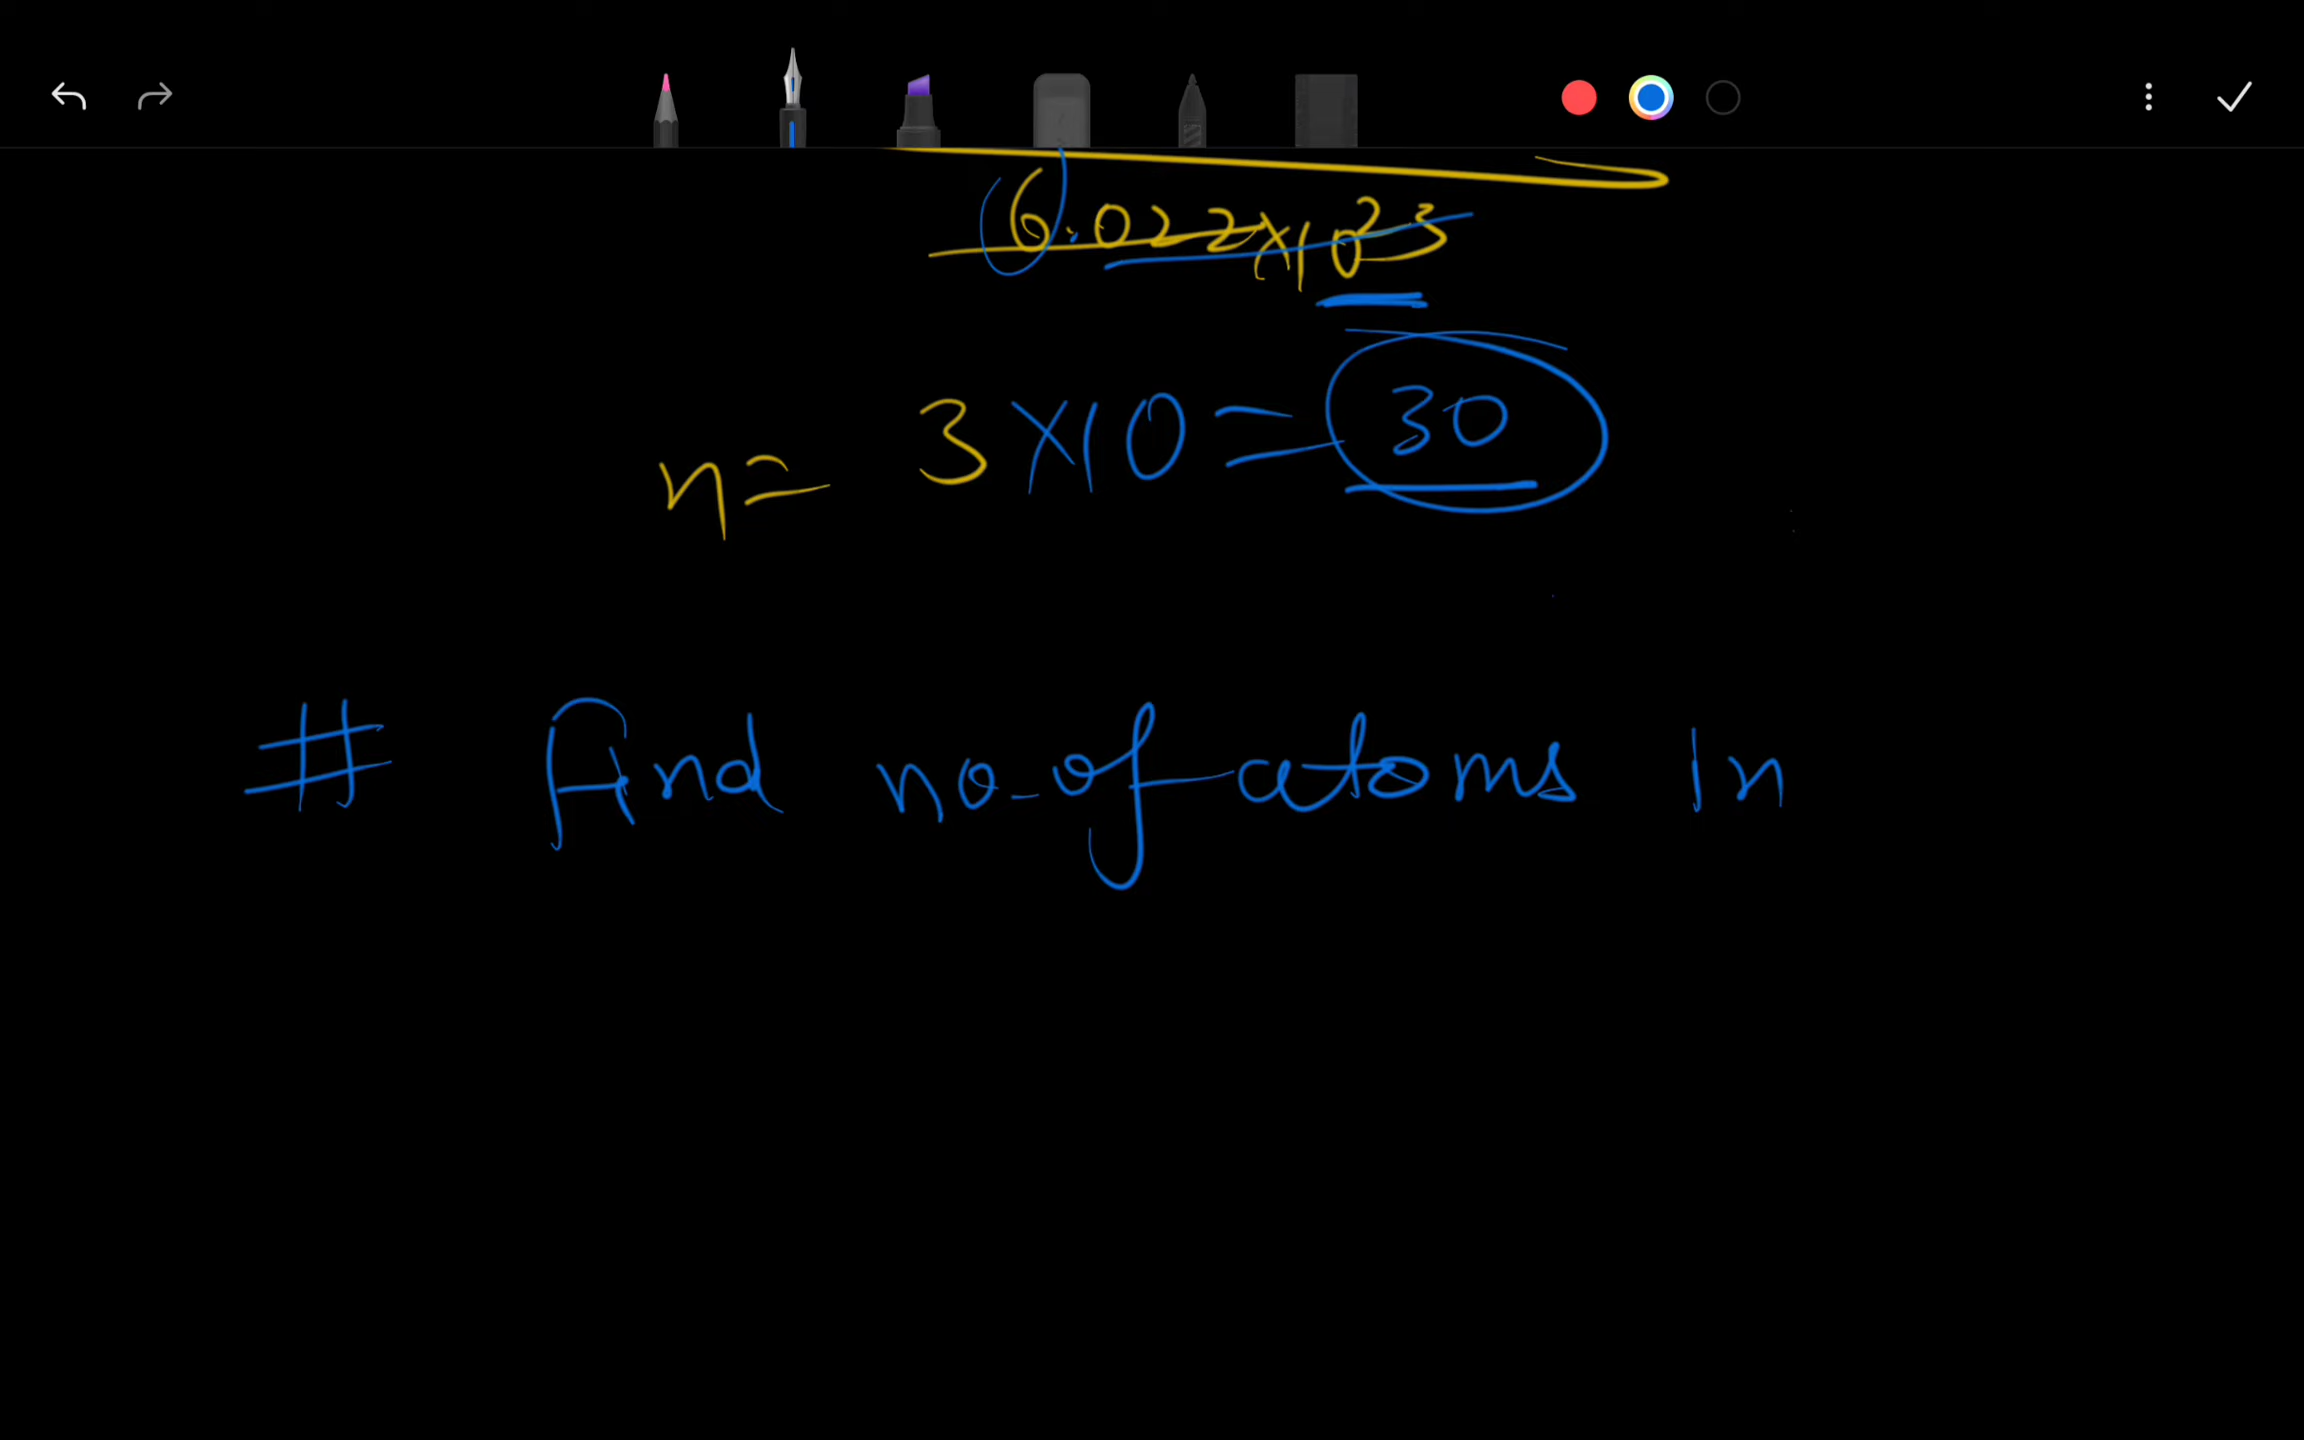 6.022×10²³
n= 3×10=30
# Find no. of atoms in